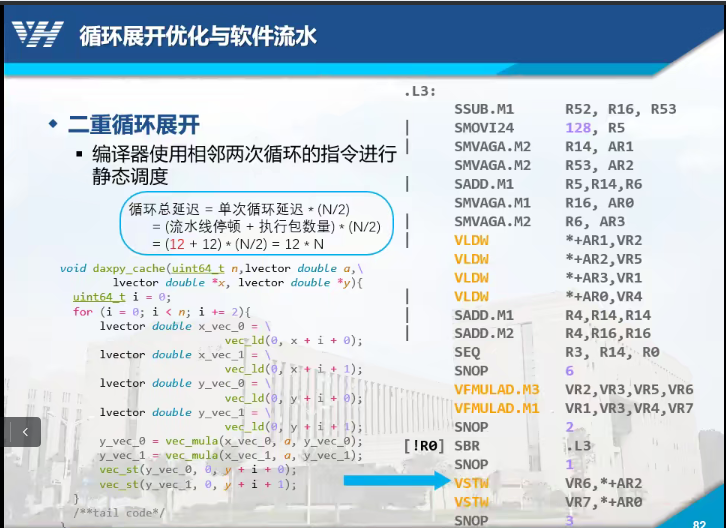 循环展开优化与软件流水
二重循环展开
编译器使用相邻两次循环的指令进行
静态调度
循环总延迟 = 单次循环延迟 * (N/2)
= (流水线停顿 + 执行包数量) * (N/2)
= (12 + 12) * (N/2) = 12 * N
void daxpy_cache(uint64_t n,lvector double a,\
lvector double *x, lvector double *y){
uint64_t i = 0;
for (i = 0; i < n; i += 2){
lvector double x_vec_0 = \
vec_ld(0, x + i + 0);
lvector double x_vec_1 = \
vec_ld(0, x + i + 1);
lvector double y_vec_0 = \
vec_ld(0, y + i + 0);
lvector double y_vec_1 = \
vec_ld(0, y + i + 1);
y_vec_0 = vec_mula(x_vec_0, a, y_vec_0);
y_vec_1 = vec_mula(x_vec_1, a, y_vec_1);
vec_st(y_vec_0, 0, y + i + 0);
vec_st(y_vec_1, 0, y + i + 1);
}
/**tail code*/
.L3:
SSUB.M1 R52, R16, R53
| SMOVI24 128, R5
| SMVAGA.M2 R14, AR1
SMVAGA.M2 R53, AR2
| SADD.M1 R5,R14,R6
SMVAGA.M1 R16, AR0
| SMVAGA.M2 R6, AR3
VLDW *+AR1,VR2
VLDW *+AR2,VR5
VLDW *+AR3,VR1
| VLDW *+AR0,VR4
| SADD.M1 R4,R14,R14
| SADD.M2 R4,R16,R16
SEQ R3, R14, R0
SNOP 6
VFMULAD.M3 VR2,VR3,VR5,VR6
VFMULAD.M1 VR1,VR3,VR4,VR7
SNOP 2
[!R0] SBR .L3
SNOP 1
VSTW VR6,*+AR2
VSTW VR7,*+AR0
SNOP 3
82